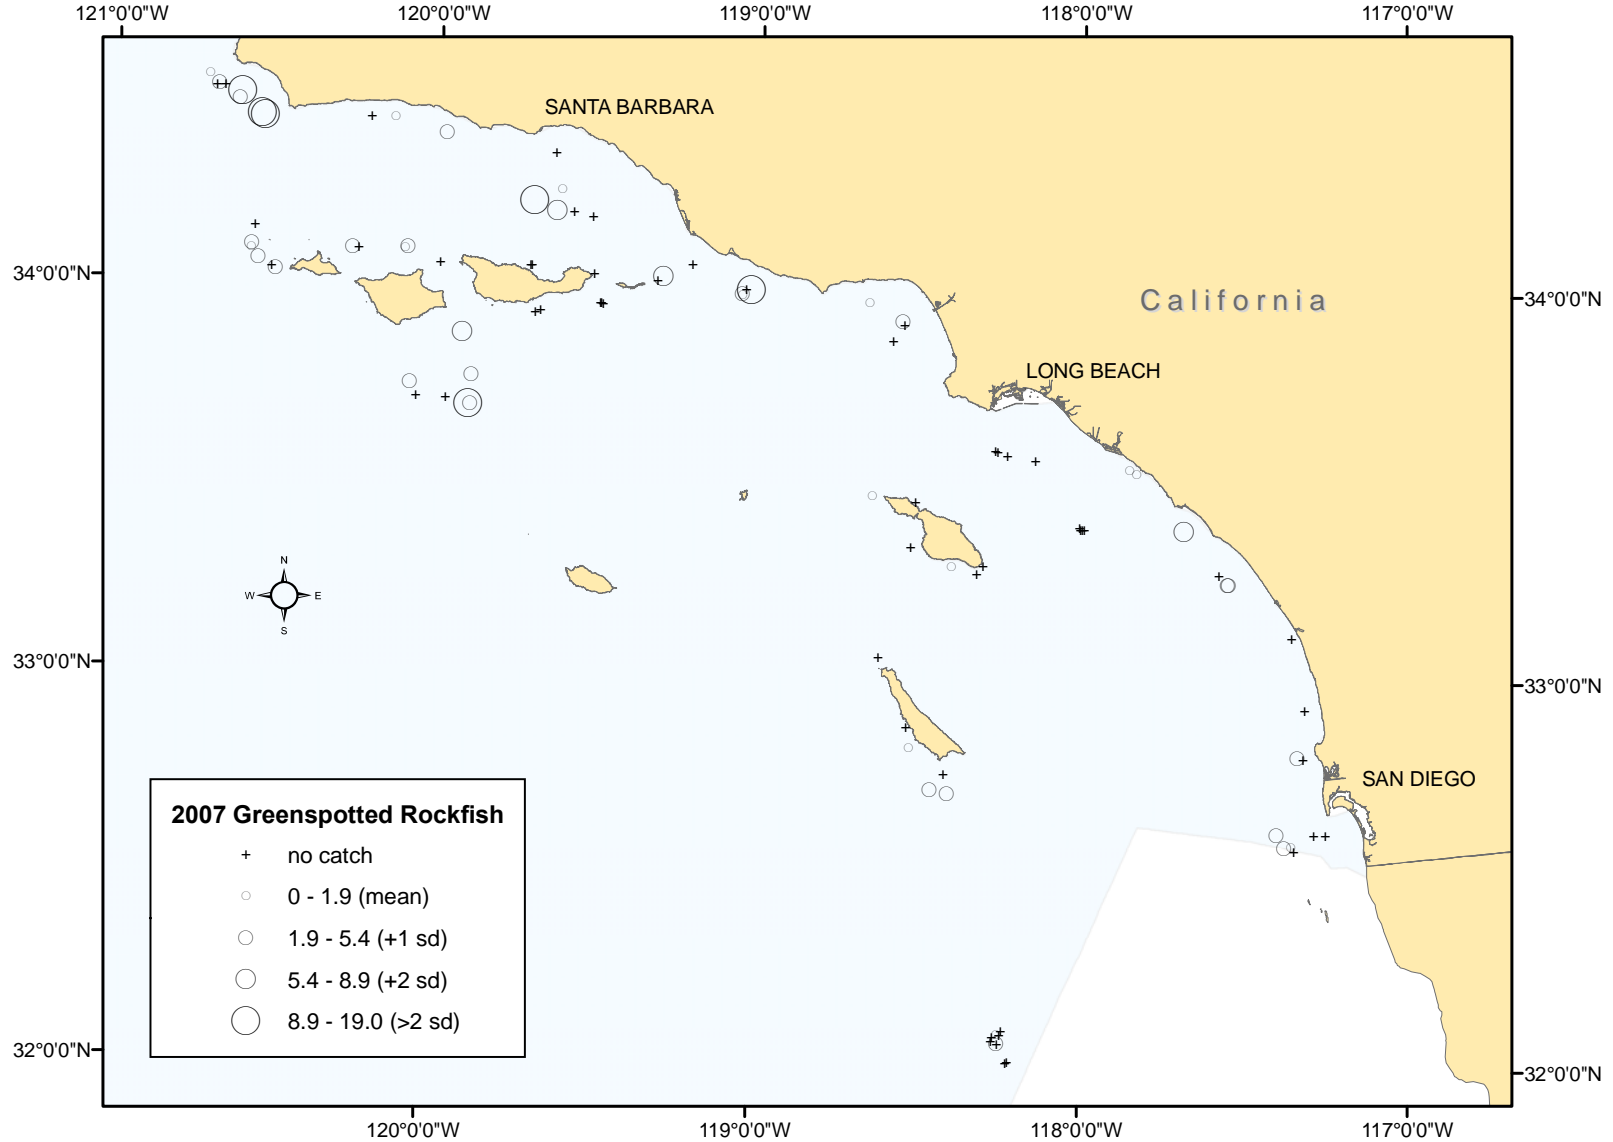 121°0'0"W 120°0'0"W 119°0'0"W 118°0'0"W 117°0'0"W
SANTA BARBARA
34°0'0"N
34°0'0"N
California
LONG BEACH
N
W E
S
33°0'0"N
33°0'0"N
SAN DIEGO
2007 Greenspotted Rockfish
no catch
0 - 1.9 (mean)
1.9 - 5.4 (+1 sd)
5.4 - 8.9 (+2 sd)
8.9 - 19.0 (>2 sd)
32°0'0"N
32°0'0"N
120°0'0"W 119°0'0"W 118°0'0"W 117°0'0"W